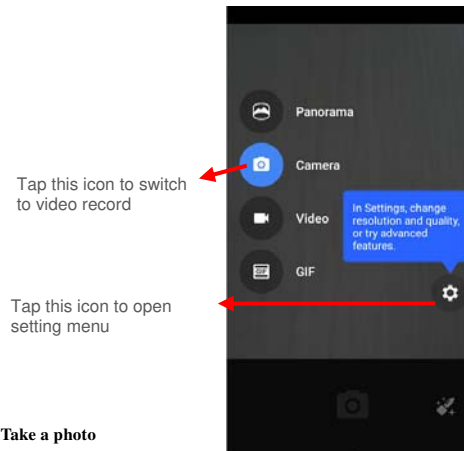 Panorama
Camera
Tap this icon to switch
to video record
Video
In Settings, change
resolution and quality,
or try advanced
features.
GIF
GIF
Tap this icon to open
setting menu
Take a photo